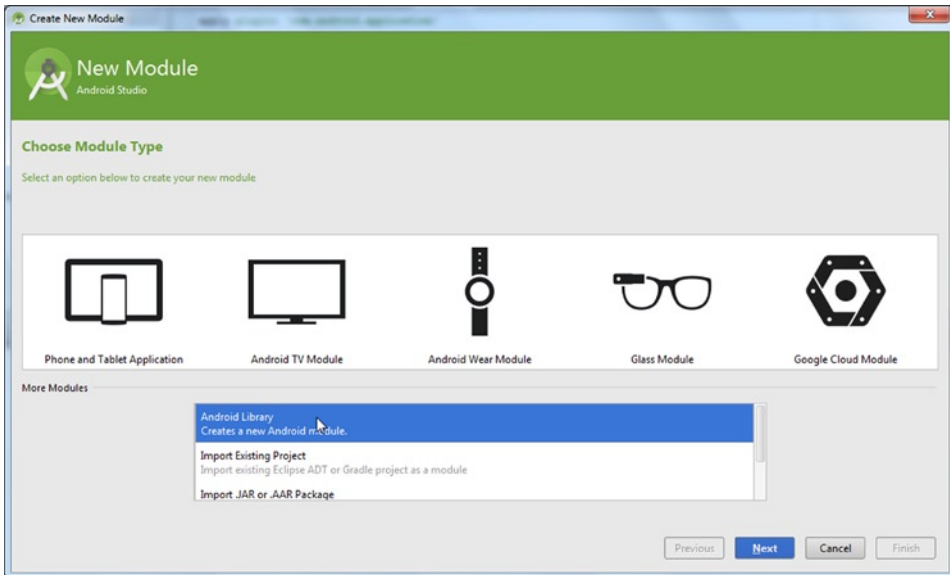 Create New Module
New Module
Android Studio
Choose Module Type
Select an option below to create your new module
Phone and Tablet Application
Android TV Module
Android Wear Module
Glass Module
Google Cloud Module
More Modules
Android Library
Creates a new Android module.
Import Existing Project
Import existing Eclipse ADT or Gradle project as a module
Import .JAR or .AAR Package
Previous
Next
Cancel
Finish